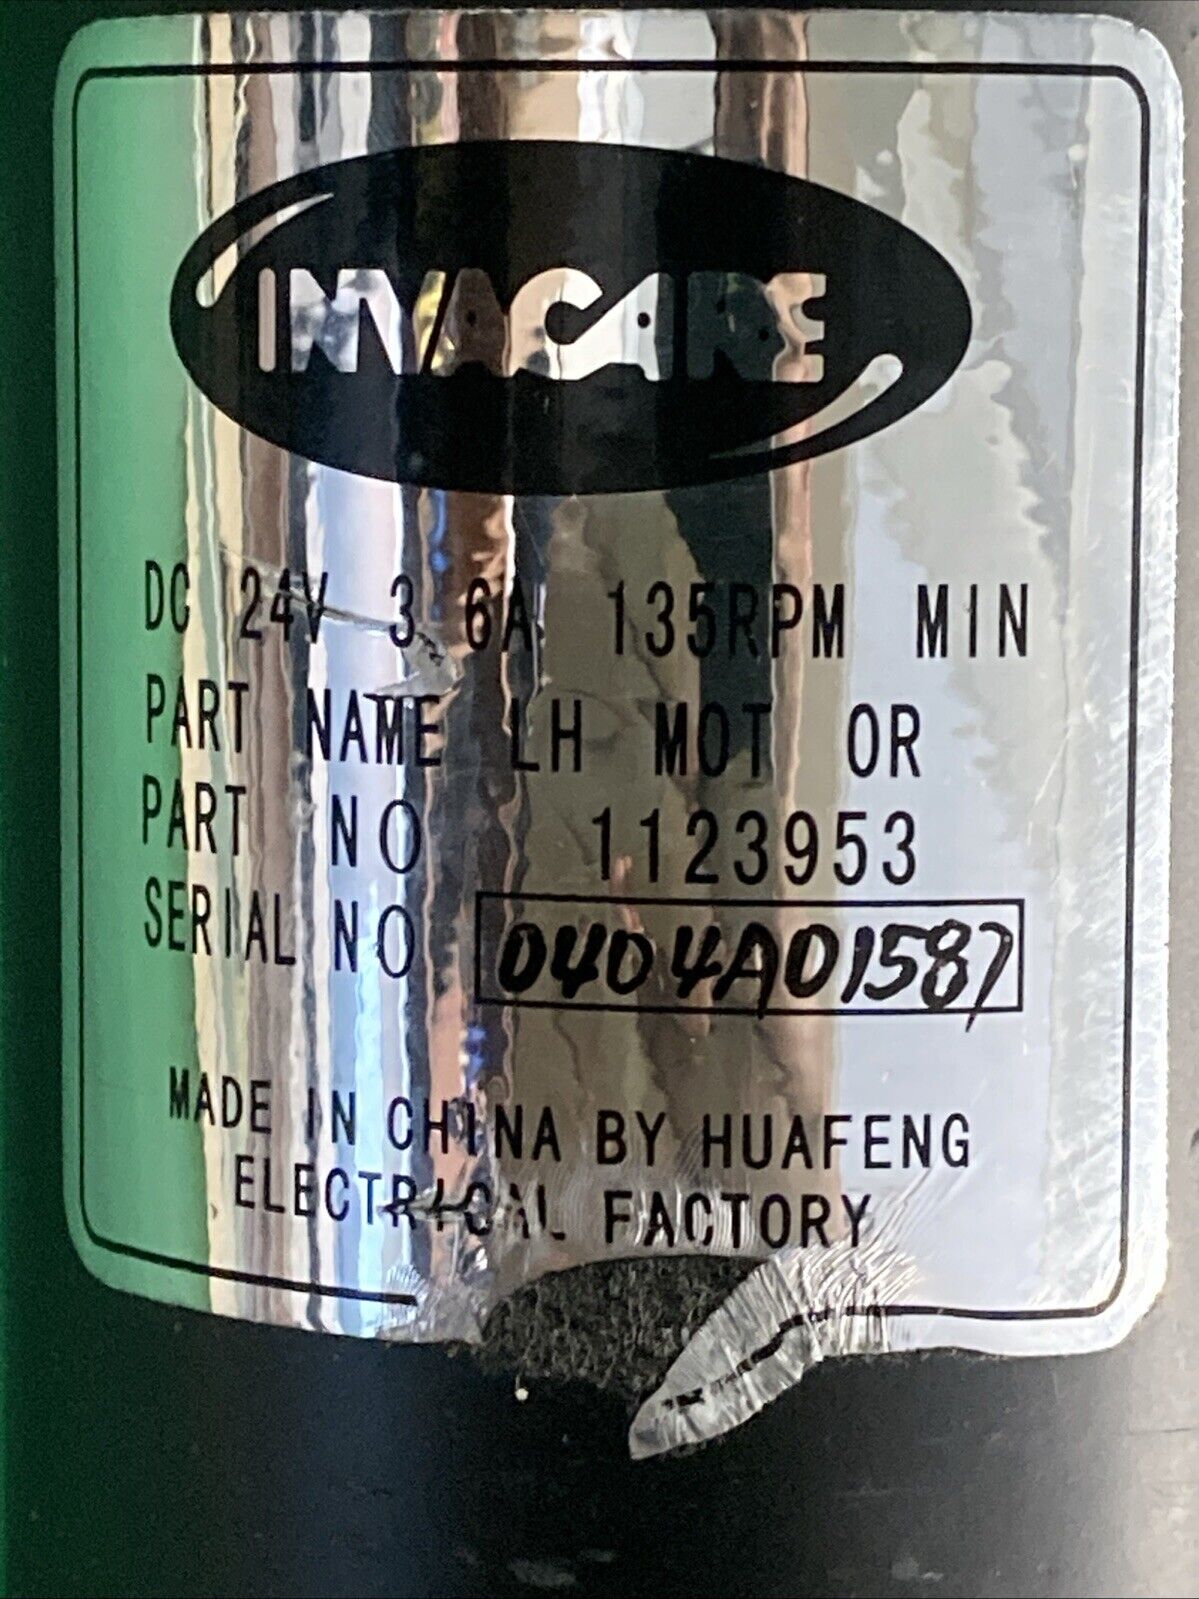 INVACARE
DC 24V 3 6A 135RPM MIN
PART NAME LH MOT OR
PART NO 1123953
SERIAL NO 0404A01587
MADE IN CHINA BY HUAFENG
ELECTRICAL FACTORY